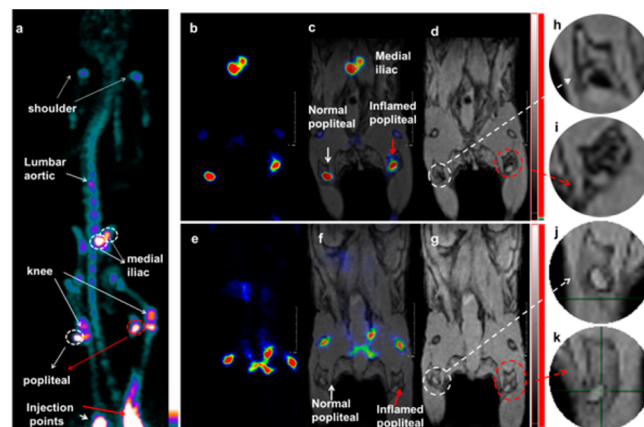 a
b
c
d
h
Medial
iliac
shoulder
Normal
popliteal
Inflamed
popliteal
i
Lumbar
aortic
e
f
g
j
medial
iliac
knee
k
popliteal
Injection
points
Normal
popliteal
Inflamed
popliteal